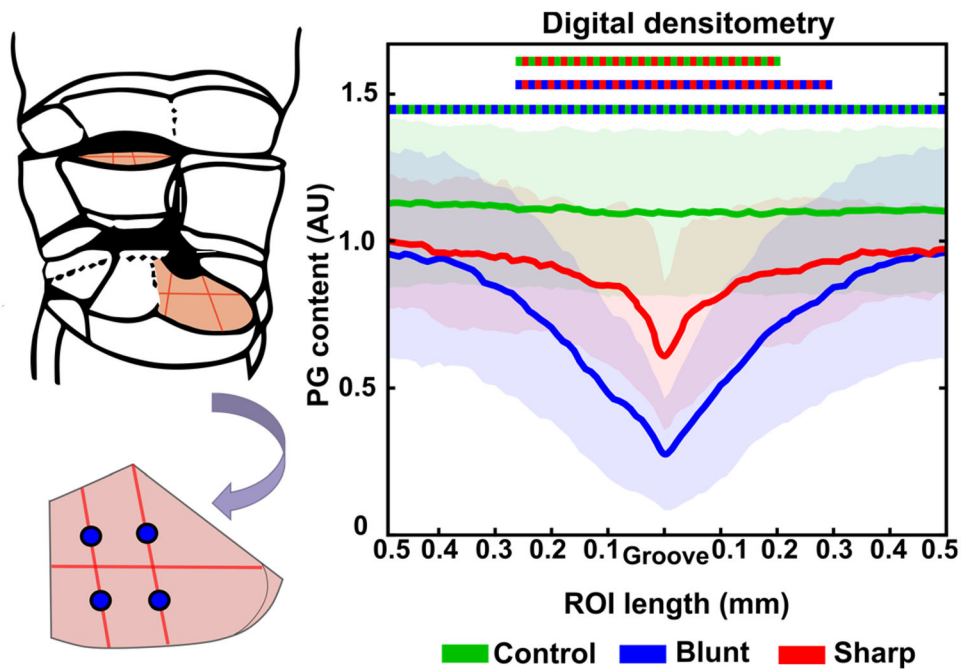 Digital densitometry
PG content (AU)
1.5
1.0
0.5
0
0.5 0.4 0.3 0.2 0.1 Groove 0.1 0.2 0.3 0.4 0.5
ROI length (mm)
Control Blunt Sharp